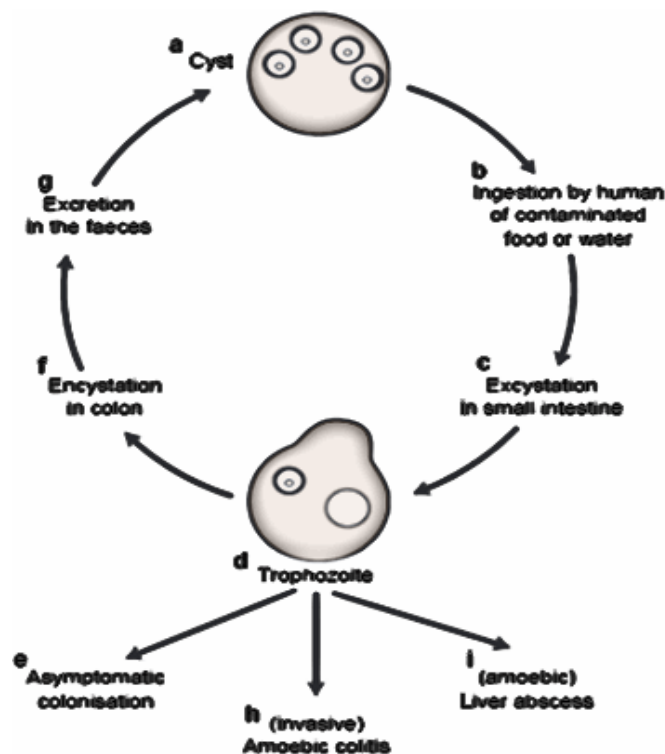 a Cyst
b
Ingestion by human
of contaminated
food or water
c
Excystation
in small intestine
d Trophozoite
e
Asymptomatic
colonisation
f
Encystation
in colon
g
Excretion
in the faeces
h (invasive)
Amoebic colitis
i
(amoebic)
Liver abscess